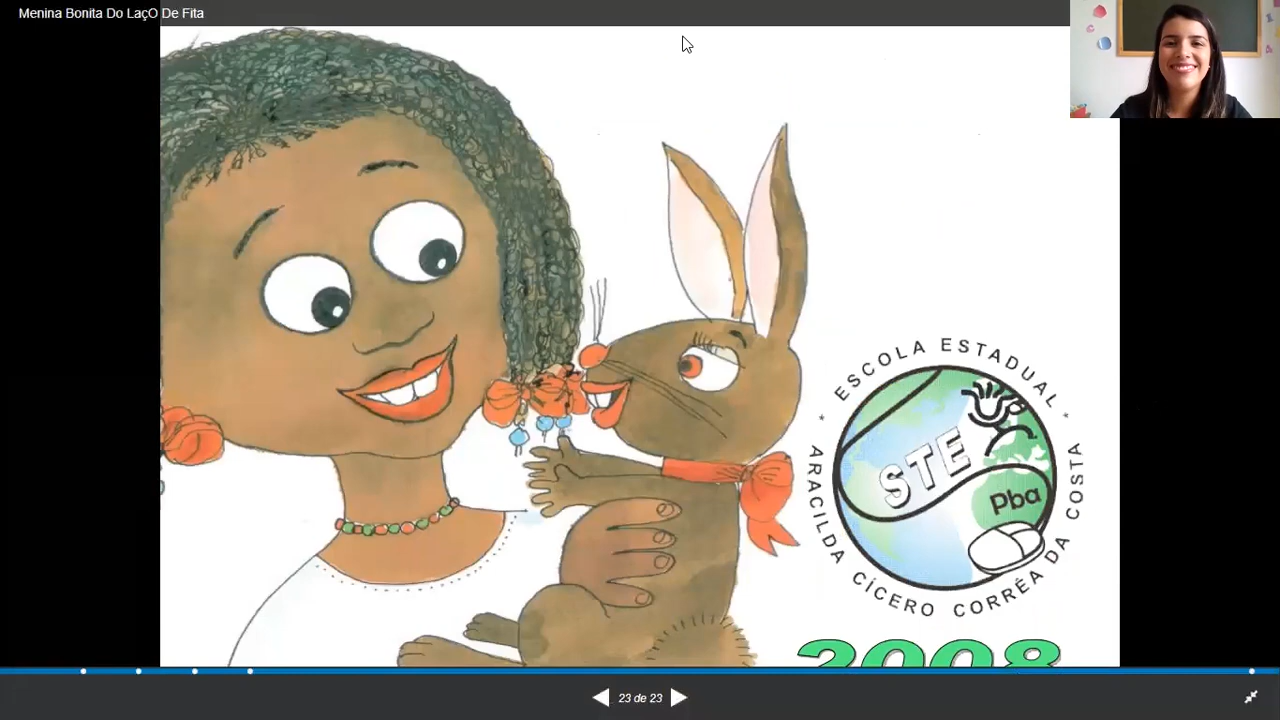 Menina Bonita Do LaçO De Fita
* ESCOLA ESTADUAL *
ARACILDA CÍCERO CORRÊA DA COSTA
STE
Pba
2008
23 de 23